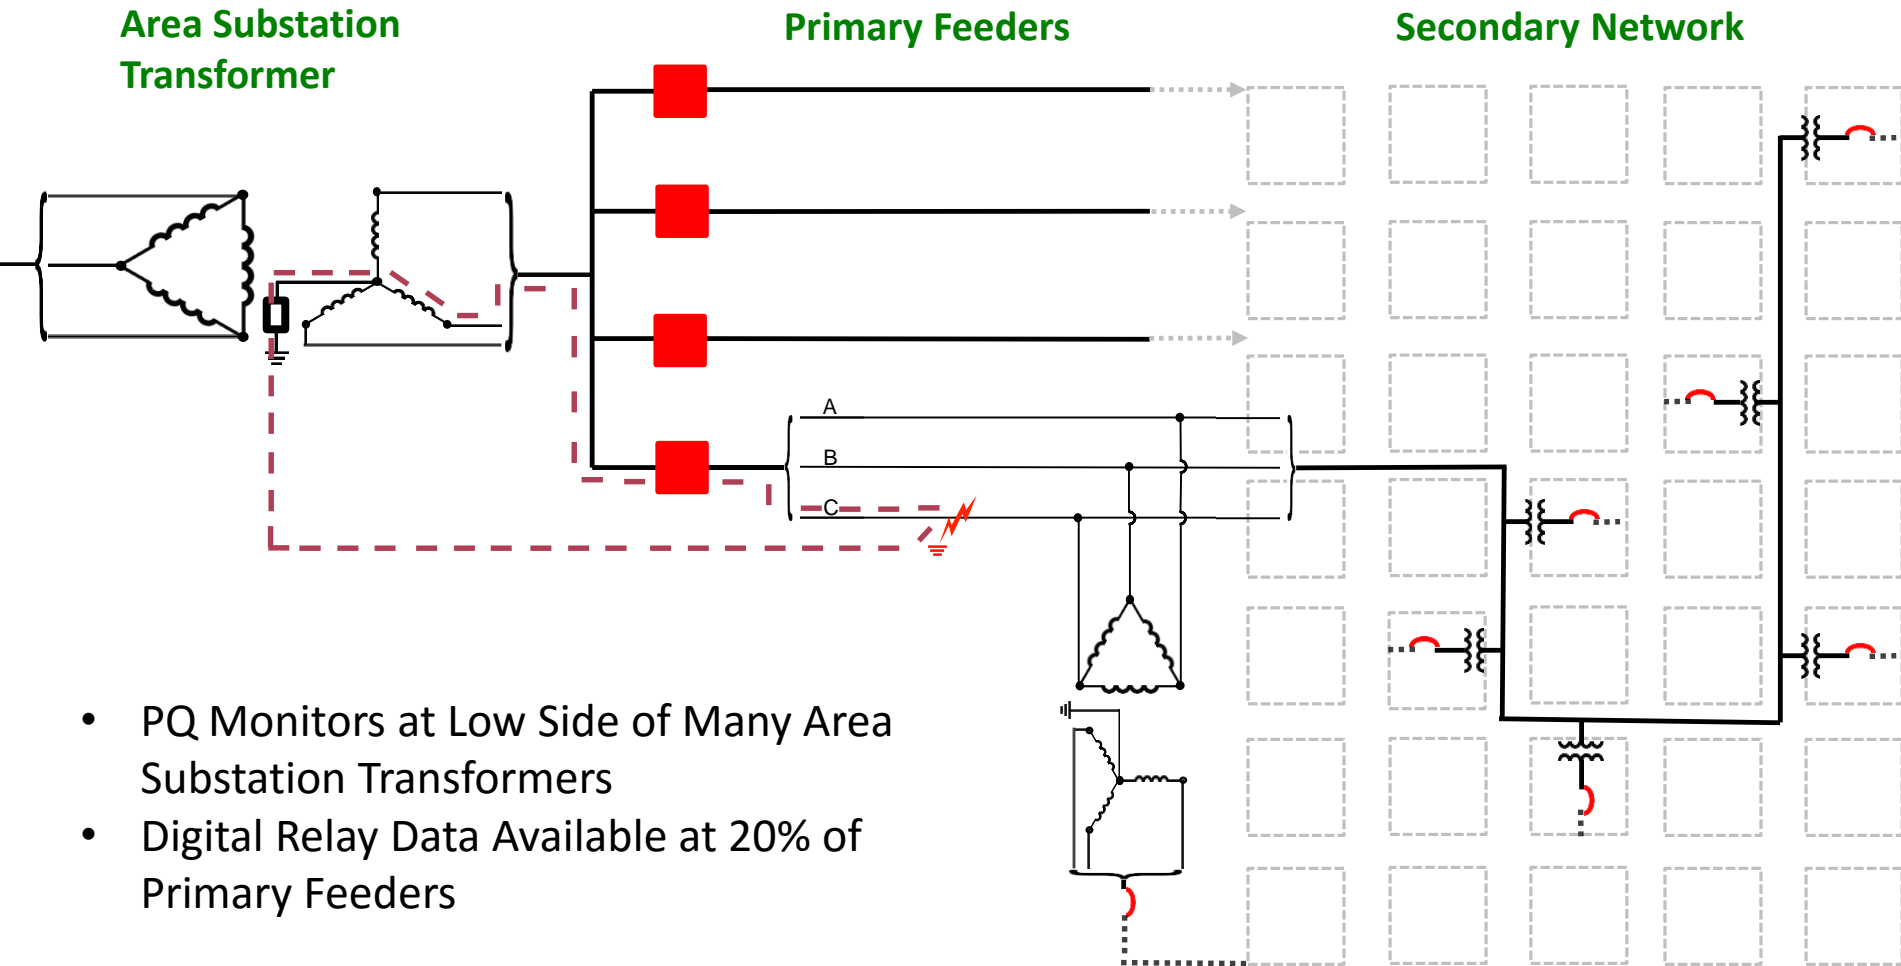 Area Substation
Transformer
Primary Feeders
Secondary Network
A
B
C
• PQ Monitors at Low Side of Many Area
Substation Transformers
• Digital Relay Data Available at 20% of
Primary Feeders